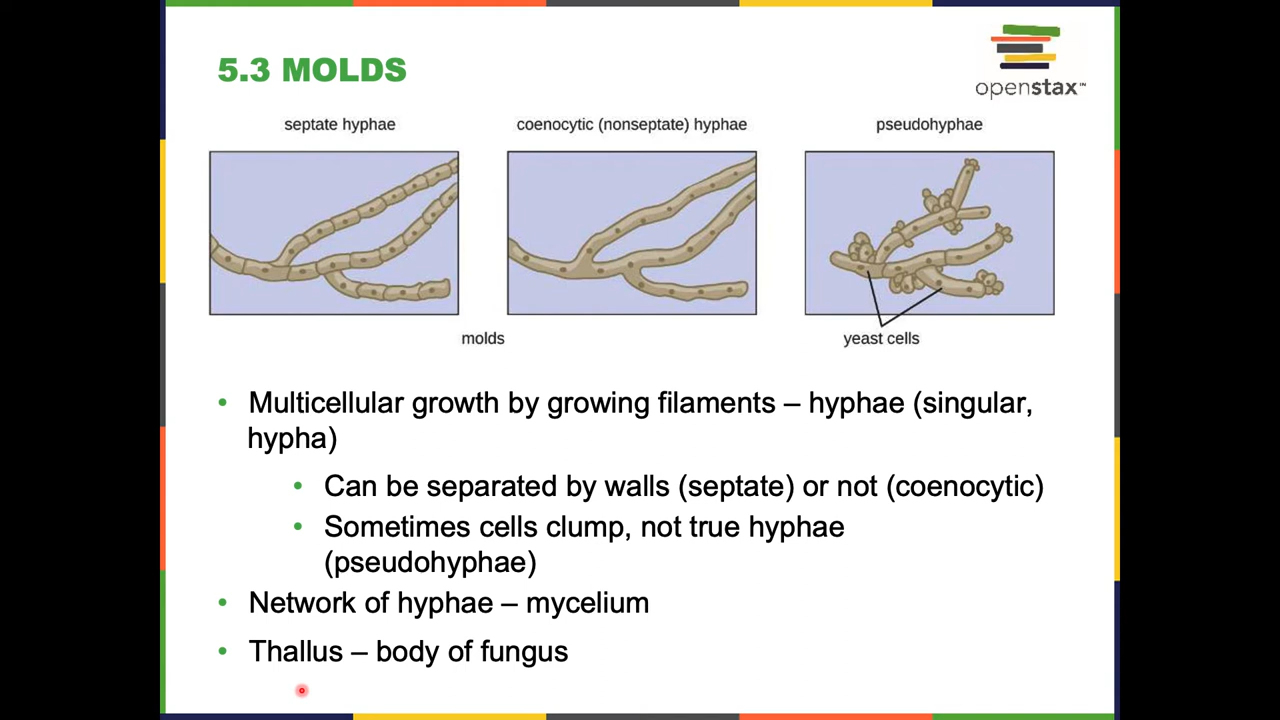 5.3 MOLDS
openstax™
septate hyphae
coenocytic (nonseptate) hyphae
pseudohyphae
molds
yeast cells
• Multicellular growth by growing filaments – hyphae (singular,
hypha)
• Can be separated by walls (septate) or not (coenocytic)
• Sometimes cells clump, not true hyphae
(pseudohyphae)
• Network of hyphae – mycelium
• Thallus – body of fungus